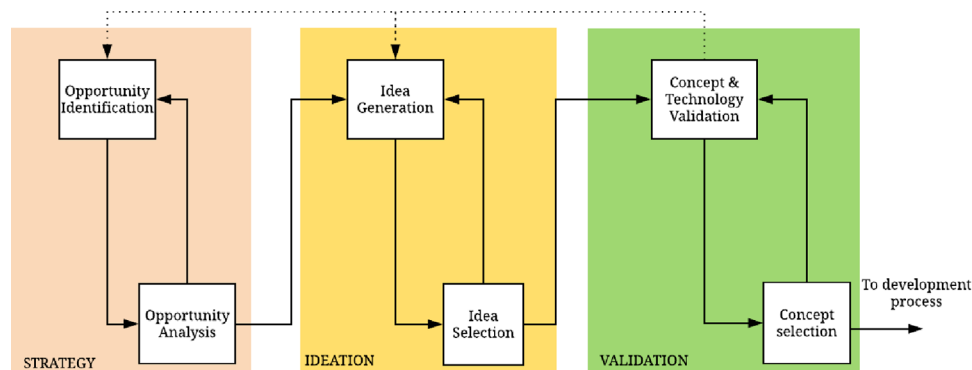 Opportunity
Identification
Opportunity
Analysis
STRATEGY
Idea
Generation
Idea
Selection
IDEATION
Concept &
Technology
Validation
Concept
selection
VALIDATION
To development
process